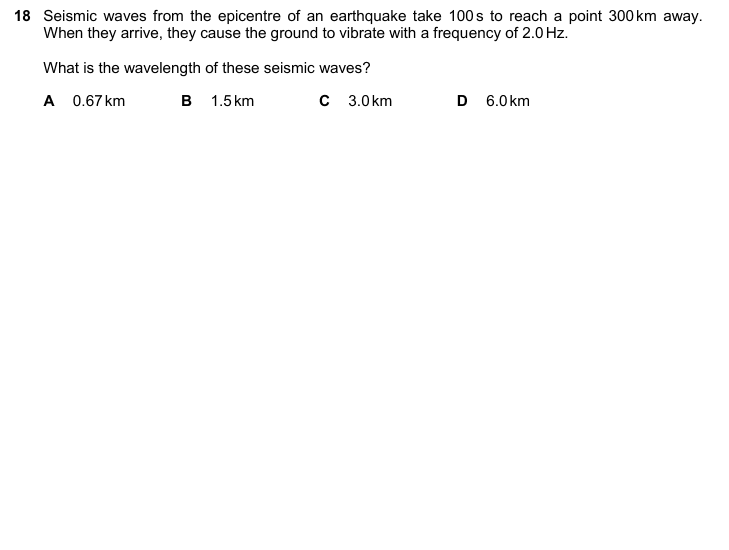 18 Seismic waves from the epicentre of an earthquake take 100 s to reach a point 300 km away.
When they arrive, they cause the ground to vibrate with a frequency of 2.0 Hz.
What is the wavelength of these seismic waves?
A 0.67 km B 1.5 km C 3.0 km D 6.0 km